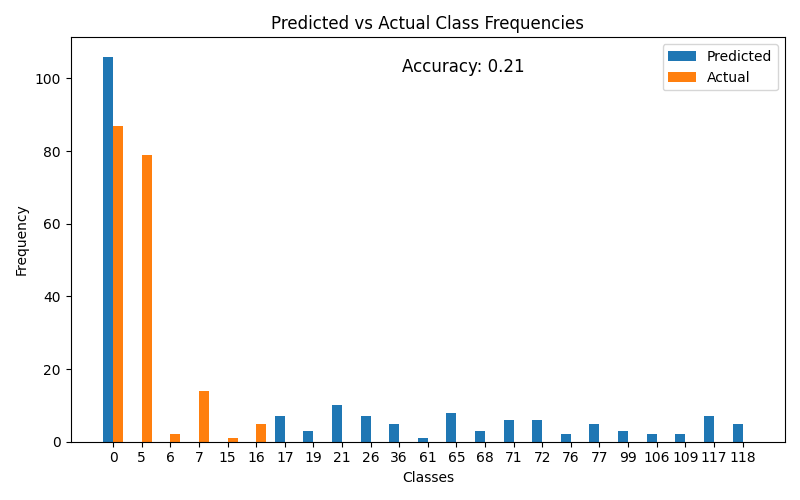 Predicted vs Actual Class Frequencies
Accuracy: 0.21
Predicted
Actual
Frequency
100
80
60
40
20
0
0 5 6 7 15 16 17 19 21 26 36 61 65 68 71 72 76 77 99 106 109 117 118
Classes